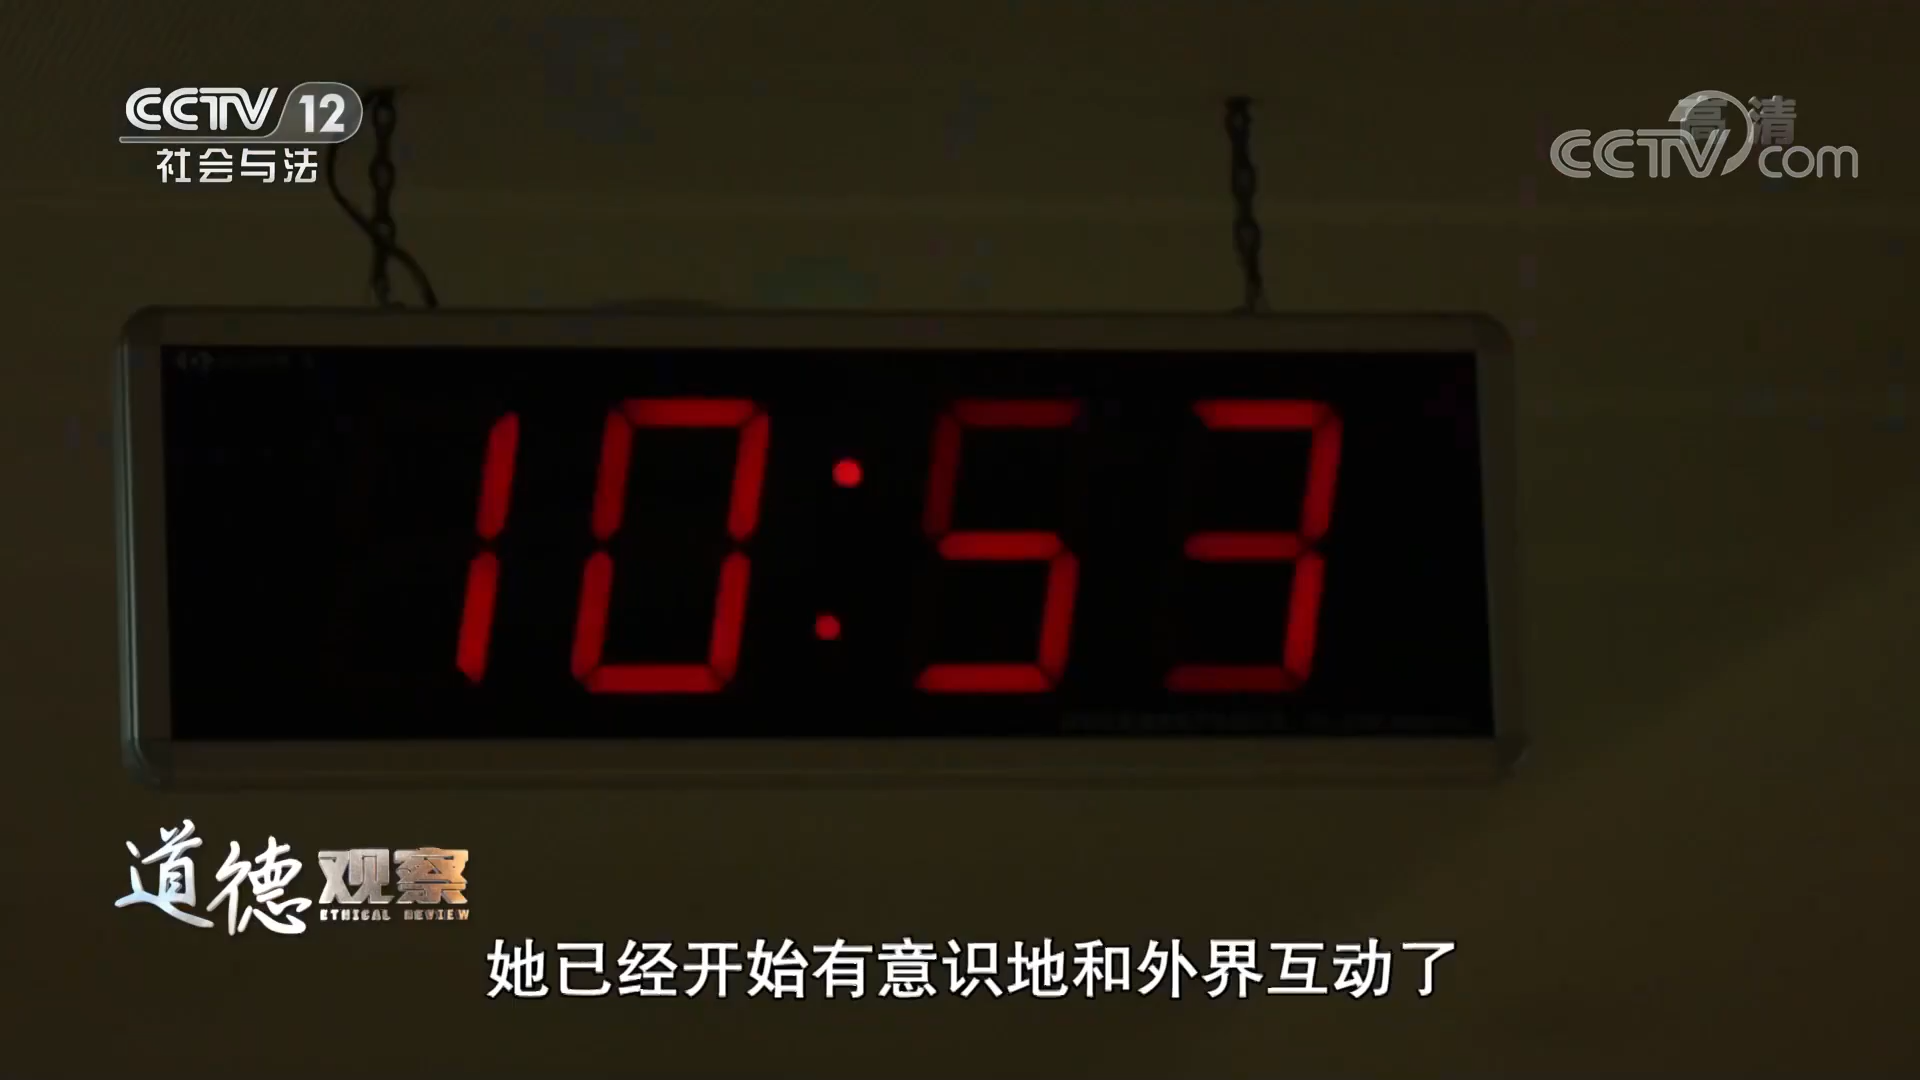 CCTV 12
社会与法
高清
CCTV.com
10:53
道德观察
ETHICAL REVIEW
她已经开始有意识地和外界互动了